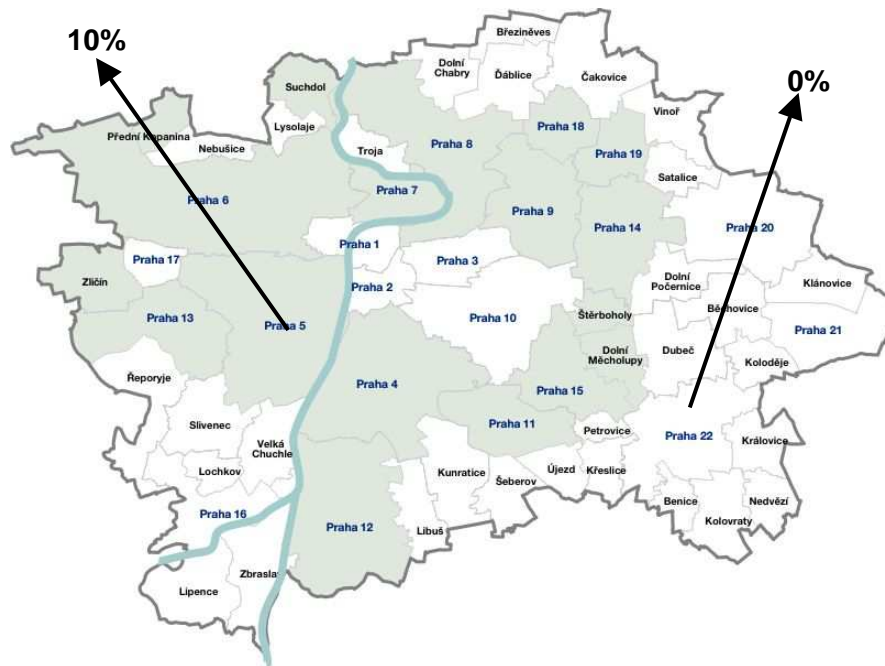 10%
0%
Březiněves
Dolní
Chabry
Ďáblice
Čakovice
Suchdol
Vinoř
Lysolaje
Přední Kopanina
Nebušice
Troja
Praha 8
Praha 18
Praha 19
Satalice
Praha 6
Praha 7
Praha 9
Praha 14
Praha 20
Praha 1
Praha 17
Praha 3
Zličín
Praha 2
Dolní
Počernice
Klánovice
Praha 13
Praha 5
Praha 10
Štěrboholy
Běchovice
Praha 21
Dolní
Měcholupy
Dubeč
Koloděje
Řeporyje
Praha 4
Praha 15
Slivenec
Velká
Chuchle
Praha 11
Petrovice
Praha 22
Královice
Lochkov
Kunratice
Šeberov
Újezd
Křeslice
Praha 16
Praha 12
Libuš
Benice
Nedvězí
Kolovraty
Zbraslav
Lipence